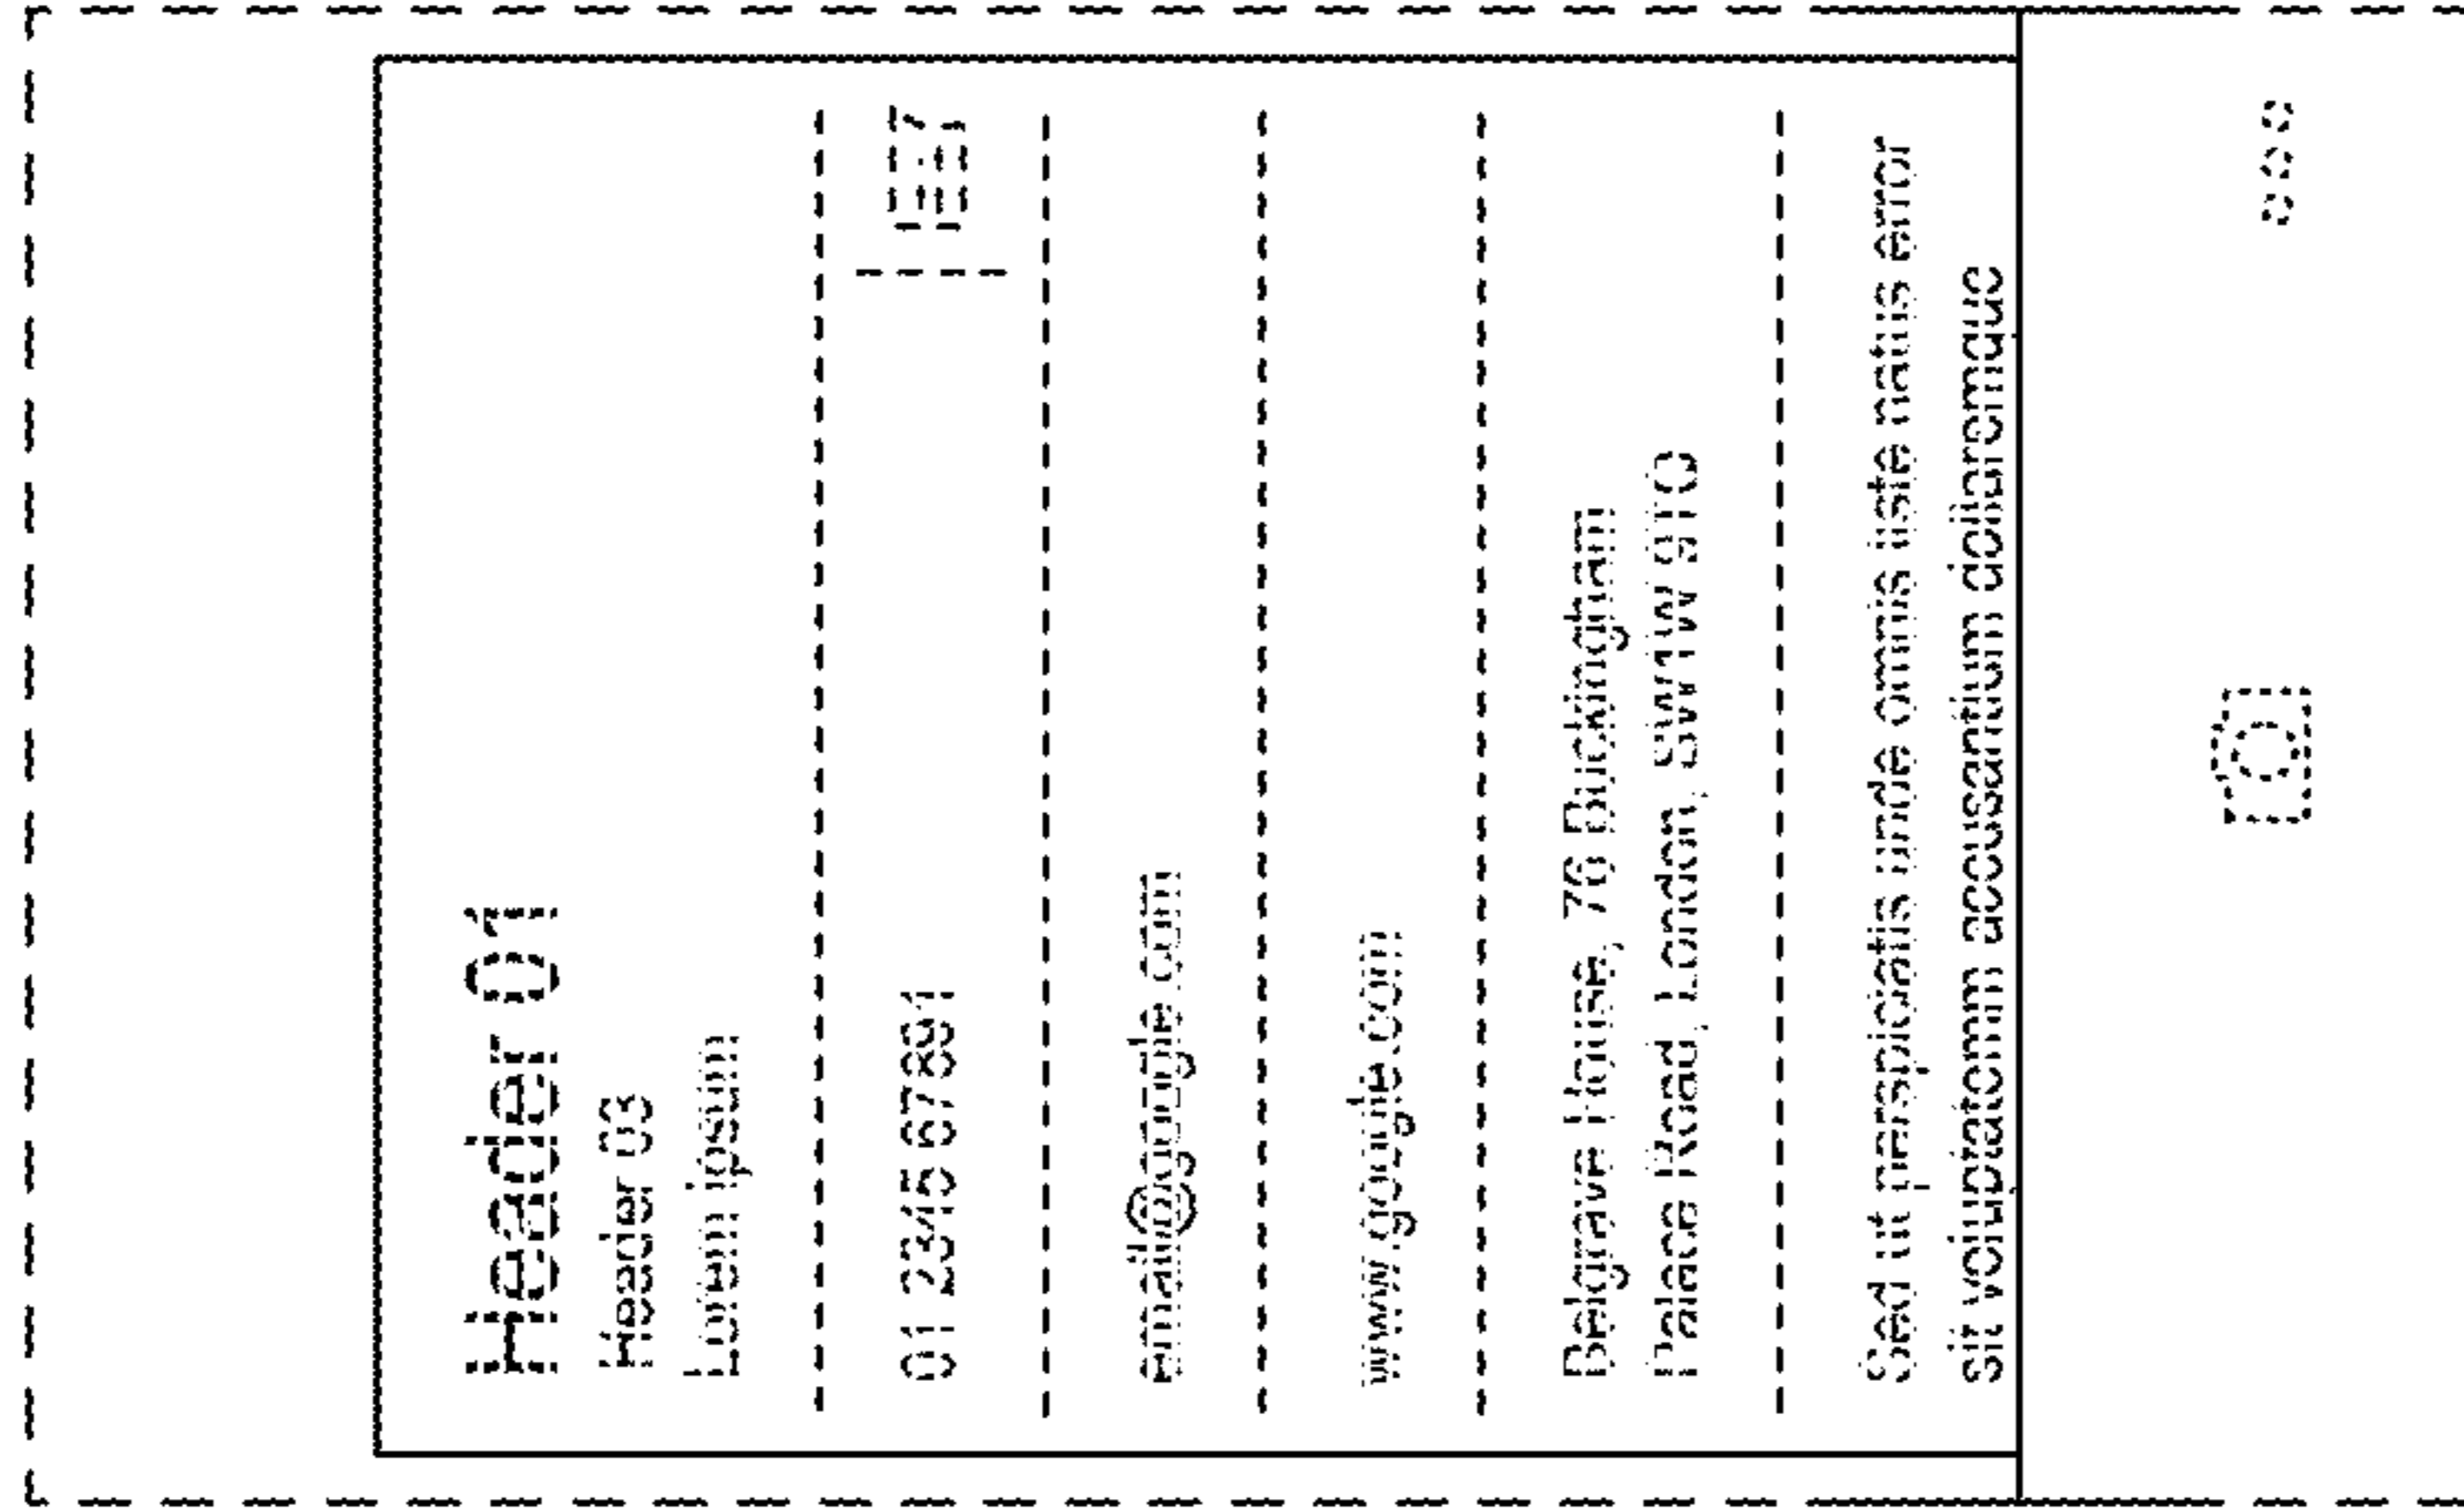 Header 01
Header 03
Lorem ipsum
01 2345 67891
email@google.com
www.google.com
Belgrave House, 76 Buckingham
Palace Road, London, SW1W 9TQ
Sed ut perspiciatis unde omnis iste natus error
sit voluptatemn accusantium doloremque